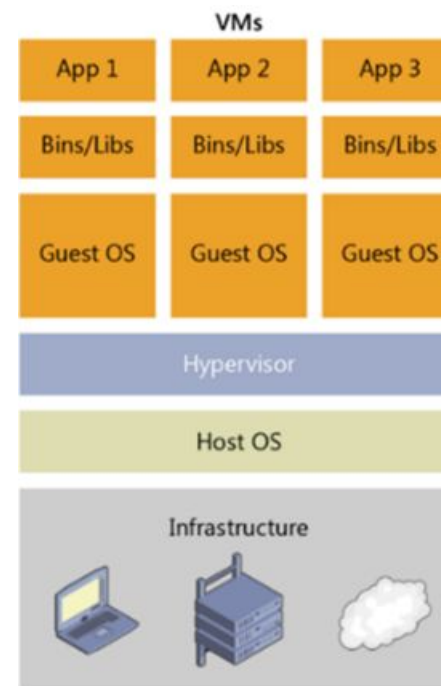 VMs
App 1 App 2 App 3
Bins/Libs Bins/Libs Bins/Libs
Guest OS Guest OS Guest OS
Hypervisor
Host OS
Infrastructure